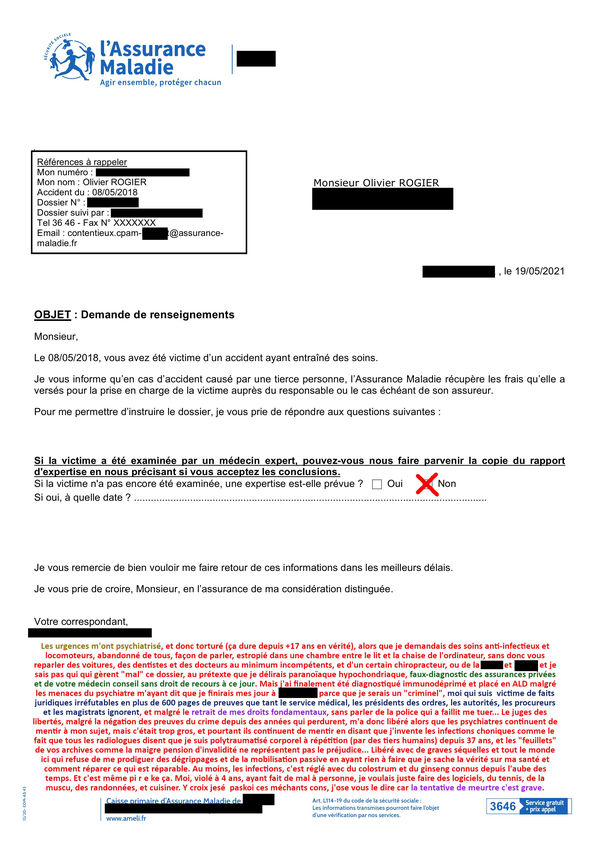 SÉCURITÉ SOCIALE
l'Assurance
Maladie
Agir ensemble, protéger chacun
Références à rappeler
Mon numéro :
Mon nom : Olivier ROGIER
Accident du : 08/05/2018
Dossier N° :
Dossier suivi par :
Tel 36 46 - Fax N° XXXXXXX
Email : contentieux.cpam- @assurance-
maladie.fr
Monsieur Olivier ROGIER
, le 19/05/2021
OBJET : Demande de renseignements
Monsieur,
Le 08/05/2018, vous avez été victime d'un accident ayant entraîné des soins.
Je vous informe qu'en cas d'accident causé par une tierce personne, l'Assurance Maladie récupère les frais qu'elle a
versés pour la prise en charge de la victime auprès du responsable ou le cas échéant de son assureur.
Pour me permettre d'instruire le dossier, je vous prie de répondre aux questions suivantes :
Si la victime a été examinée par un médecin expert, pouvez-vous nous faire parvenir la copie du rapport
d'expertise en nous précisant si vous acceptez les conclusions.
Si la victime n'a pas encore été examinée, une expertise est-elle prévue ? Oui Non
Si oui, à quelle date ? ........................................................................................................................
Je vous remercie de bien vouloir me faire retour de ces informations dans les meilleurs délais.
Je vous prie de croire, Monsieur, en l'assurance de ma considération distinguée.
Votre correspondant,
Les urgences m'ont psychiatrisé, et donc torturé (ça dure depuis +17 ans en vérité), alors que je demandais des soins anti-infectieux et
locomoteurs, abandonné de tous, façon de parler, estropié dans une chambre entre le lit et la chaise de l'ordinateur, sans donc vous
reparler des voitures, des dentistes et des docteurs au minimum incompétents, et d'un certain chiropracteur, ou de la et et je
sais pas qui qui gèrent "mal" ce dossier, au prétexte que je délirais paranoïaque hypochondriaque, faux-diagnostic des assurances privées
et de votre médecin conseil sans droit de recours à ce jour. Mais j'ai finalement été diagnostiqué immunodéprimé et placé en ALD malgré
les menaces du psychiatre m'ayant dit que je finirais mes jour à parce que je serais un "criminel", moi qui suis victime de faits
juridiques irréfutables en plus de 600 pages de preuves que tant le service médical, les présidents des ordres, les autorités, les procureurs
et les magistrats ignorent, et malgré le retrait de mes droits fondamentaux, sans parler de la police qui a faillit me tuer... Le juges des
libertés, malgré la négation des preuves du crime depuis des années qui perdurent, m'a donc libéré alors que les psychiatres continuent de
mentir à mon sujet, mais c'était trop gros, et pourtant ils continuent de mentir en disant que j'invente les infections choniques comme le
fait que tous les radiologues disent que je suis polytraumatisé corporel à répétition (par des tiers humains) depuis 37 ans, et les "feuillets"
de vos archives comme la maigre pension d'invalidité ne représentent pas le préjudice... Libéré avec de graves séquelles et tout le monde
ici qui refuse de me prodiguer des dégrippages et de la mobilisation passive en ayant rien à faire que je sache la vérité sur ma santé et
comment réparer ce qui est réparable. Au moins, les infections, c'est réglé avec du colostrum et du ginseng connus depuis l'aube des
temps. Et c'est même pi r e ke ça. Moi, violé à 4 ans, ayant fait de mal à personne, je voulais juste faire des logiciels, du tennis, de la
muscu, des randonnées, et cuisiner. Y croix jesé paskoi ces méchants cons, j'ose vous le dire car la tentative de meurtre c'est grave.
Caisse primaire d'Assurance Maladie de
www.ameli.fr
Art. L114-19 du code de la sécurité sociale :
Les informations transmises pourront faire l'objet
d'une vérification par nos services.
3646 Service gratuit
+ prix appel